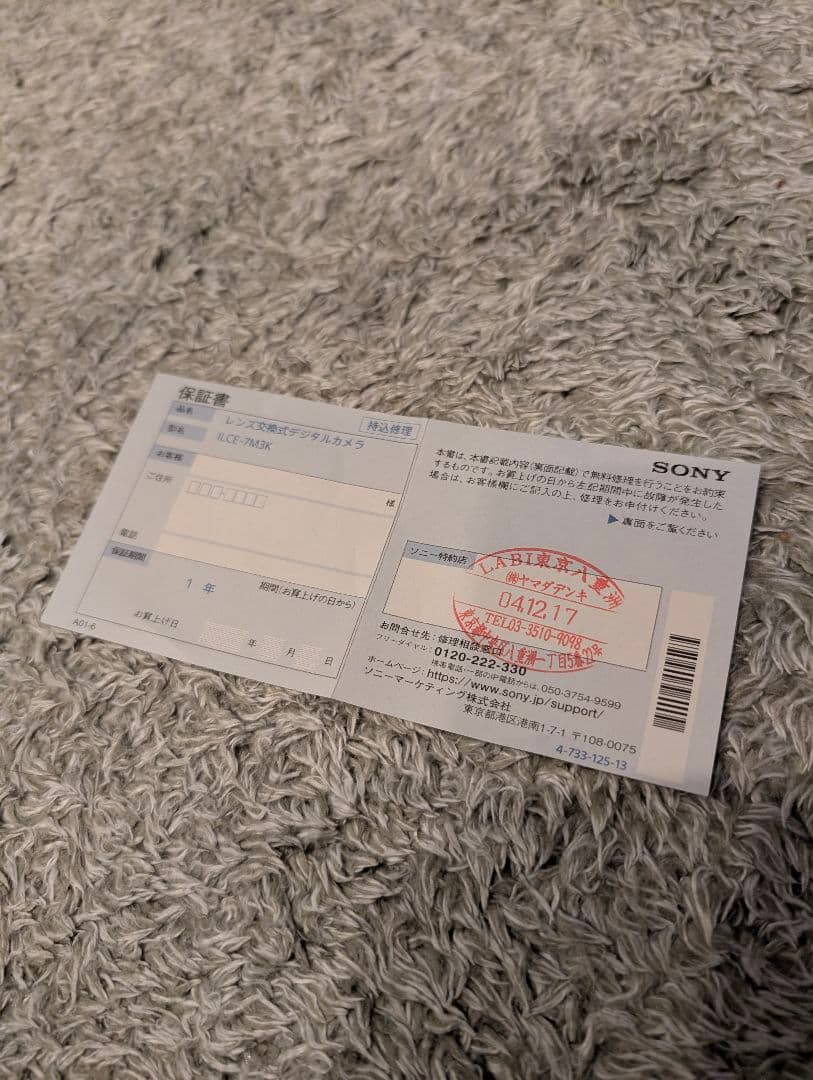 保証書
品名 レンズ交換式デジタルカメラ 持込修理
型名 ILCE-7M3K
お客様
様
ご住所
電話
保証期間 1 年 期間(お買上げの日から)
お買上げ日 年 月 日
A01-6
SONY
本書は、本書記載内容(裏面記載)で無料修理を行うことをお約束
するものです。お買上げの日から左記期間中に故障が発生した
場合は、お客様欄にご記入の上、修理をお申付けください。
▶裏面をご覧ください
ソニー特約店
LABI東京八重洲
㈱ヤマダデンキ
04.12.17
TEL03-3510-9098
お問合せ先:修理相談窓口
フリーダイヤル:0120-222-330
携帯電話・一部のIP電話からは、050-3754-9599
ホームページ:https://www.sony.jp/support/
ソニーマーケティング株式会社
東京都港区港南1-7-1 〒108-0075
4-733-125-13